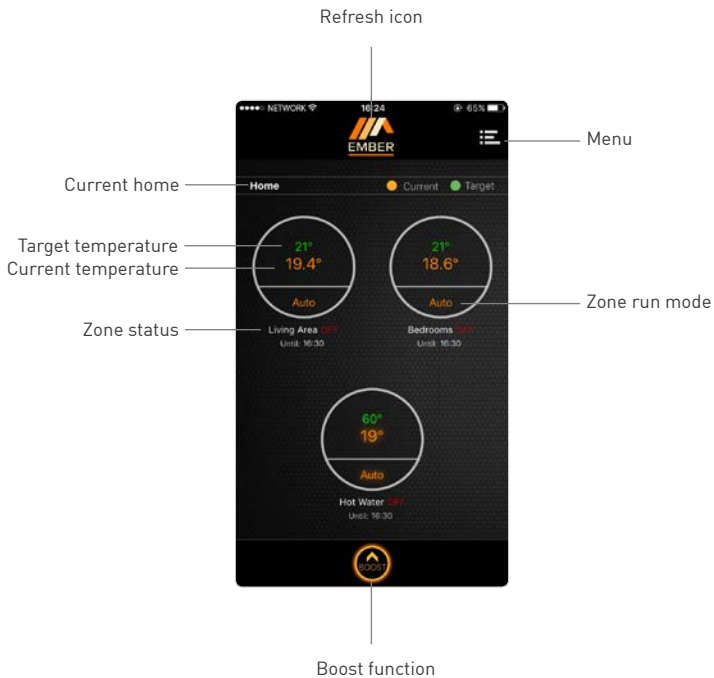 Refresh icon
NETWORK 16:24 65%
EMBER
Menu
Current home
Home Current Target
Target temperature
21° 21°
Current temperature
19.4° 18.6°
Auto Auto
Zone run mode
Zone status
Living Area OFF Bedrooms OFF
Until: 16:30 Until: 16:30
60°
19°
Auto
Hot Water OFF
Until: 16:30
BOOST
Boost function